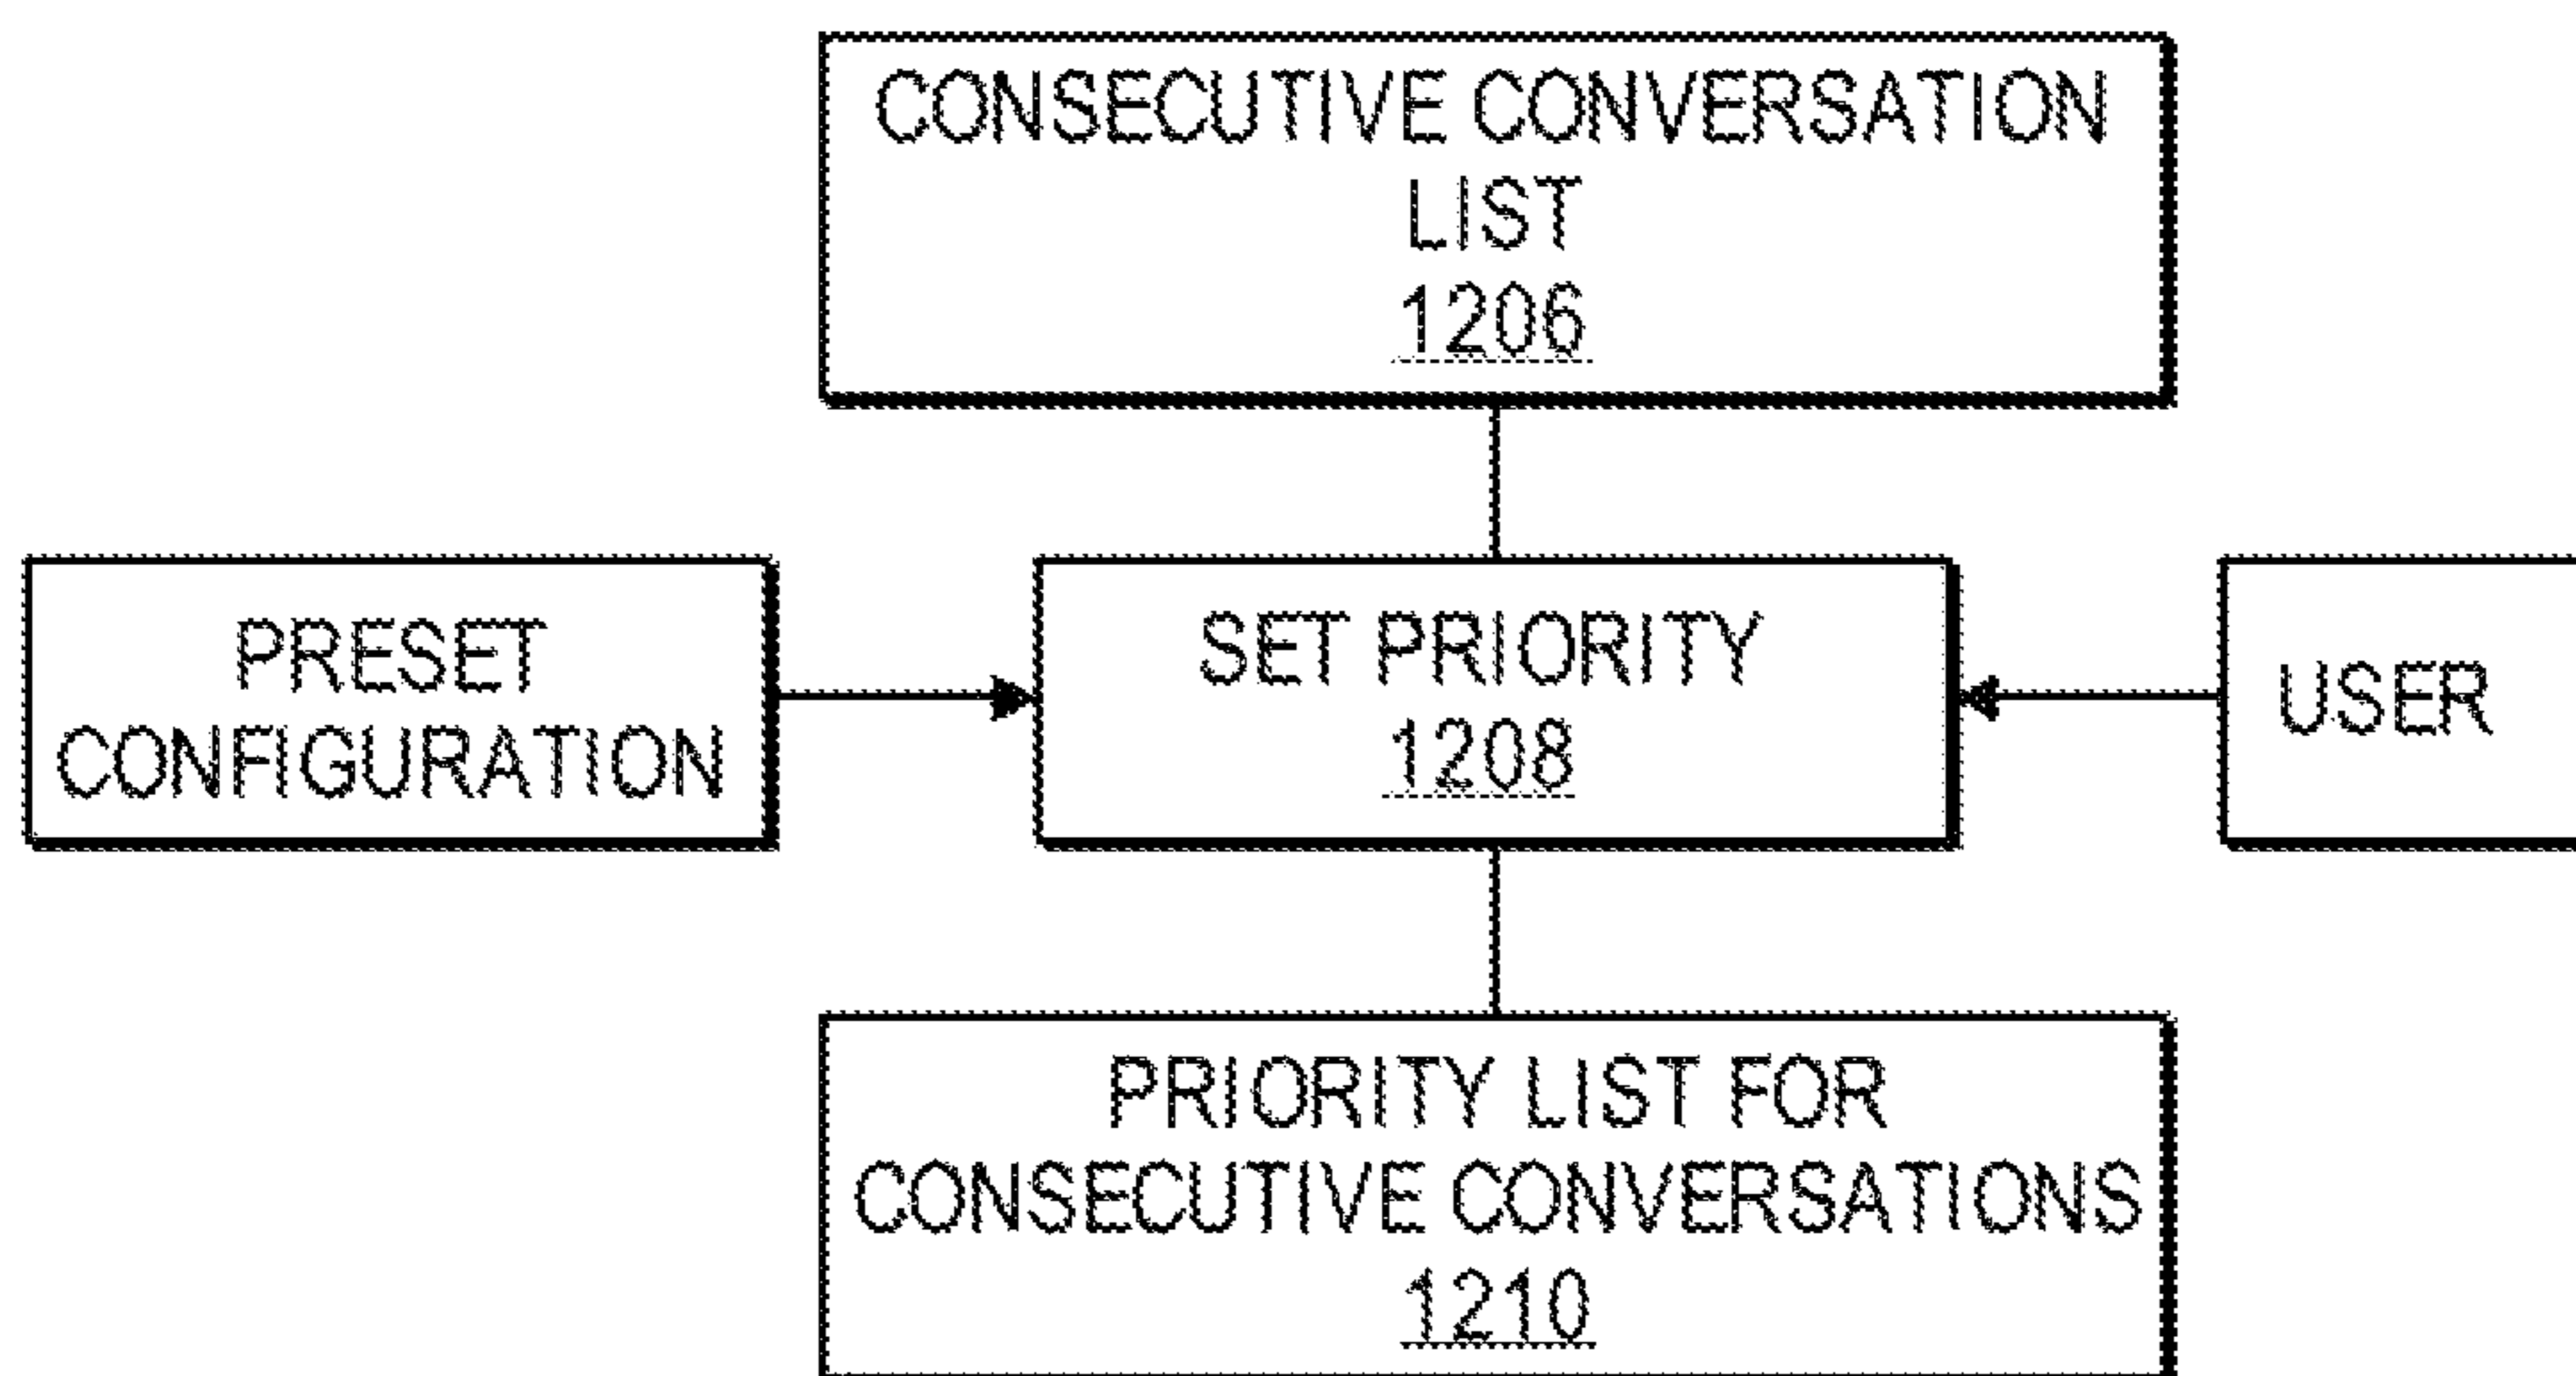 CONSECUTIVE CONVERSATION
LIST
1206
PRESET
CONFIGURATION
SET PRIORITY
1208
USER
PRIORITY LIST FOR
CONSECUTIVE CONVERSATIONS
1210